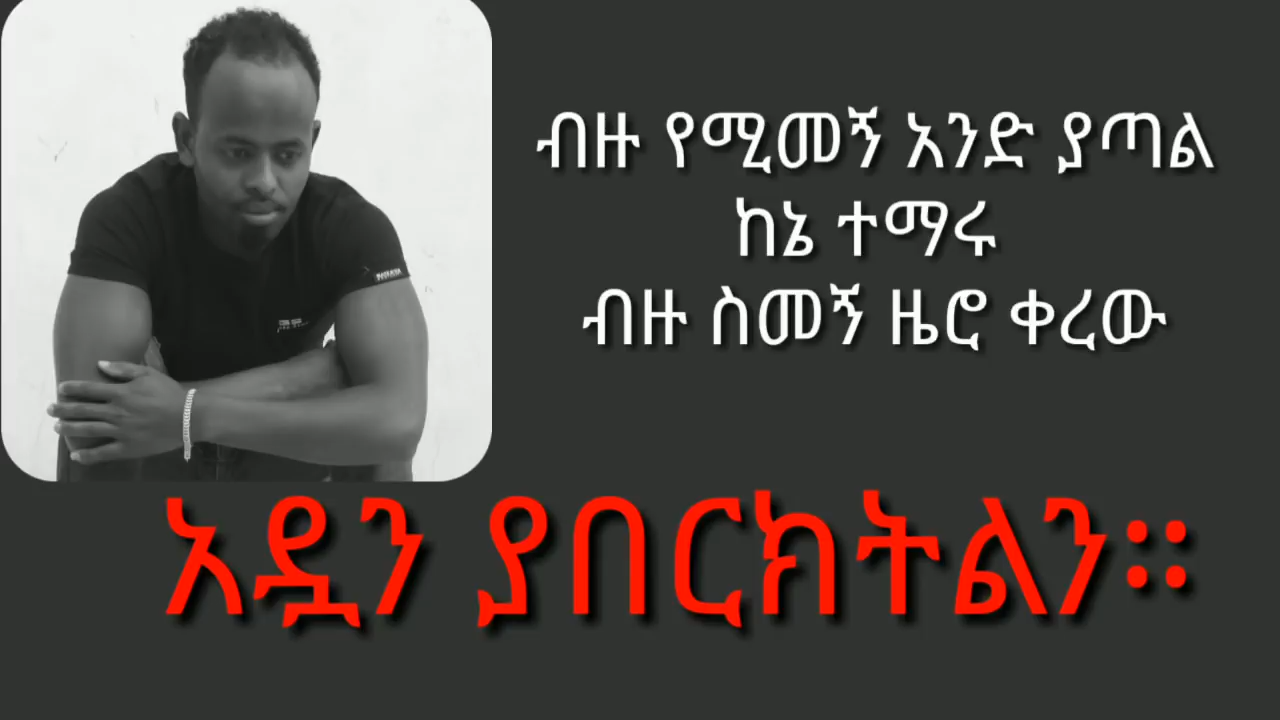 ብዙ የሚመኝ አንድ ያጣል
ከኔ ተማሩ
ብዙ ስመኝ ዜሮ ቀረው
አዷን ያበርክትልን።